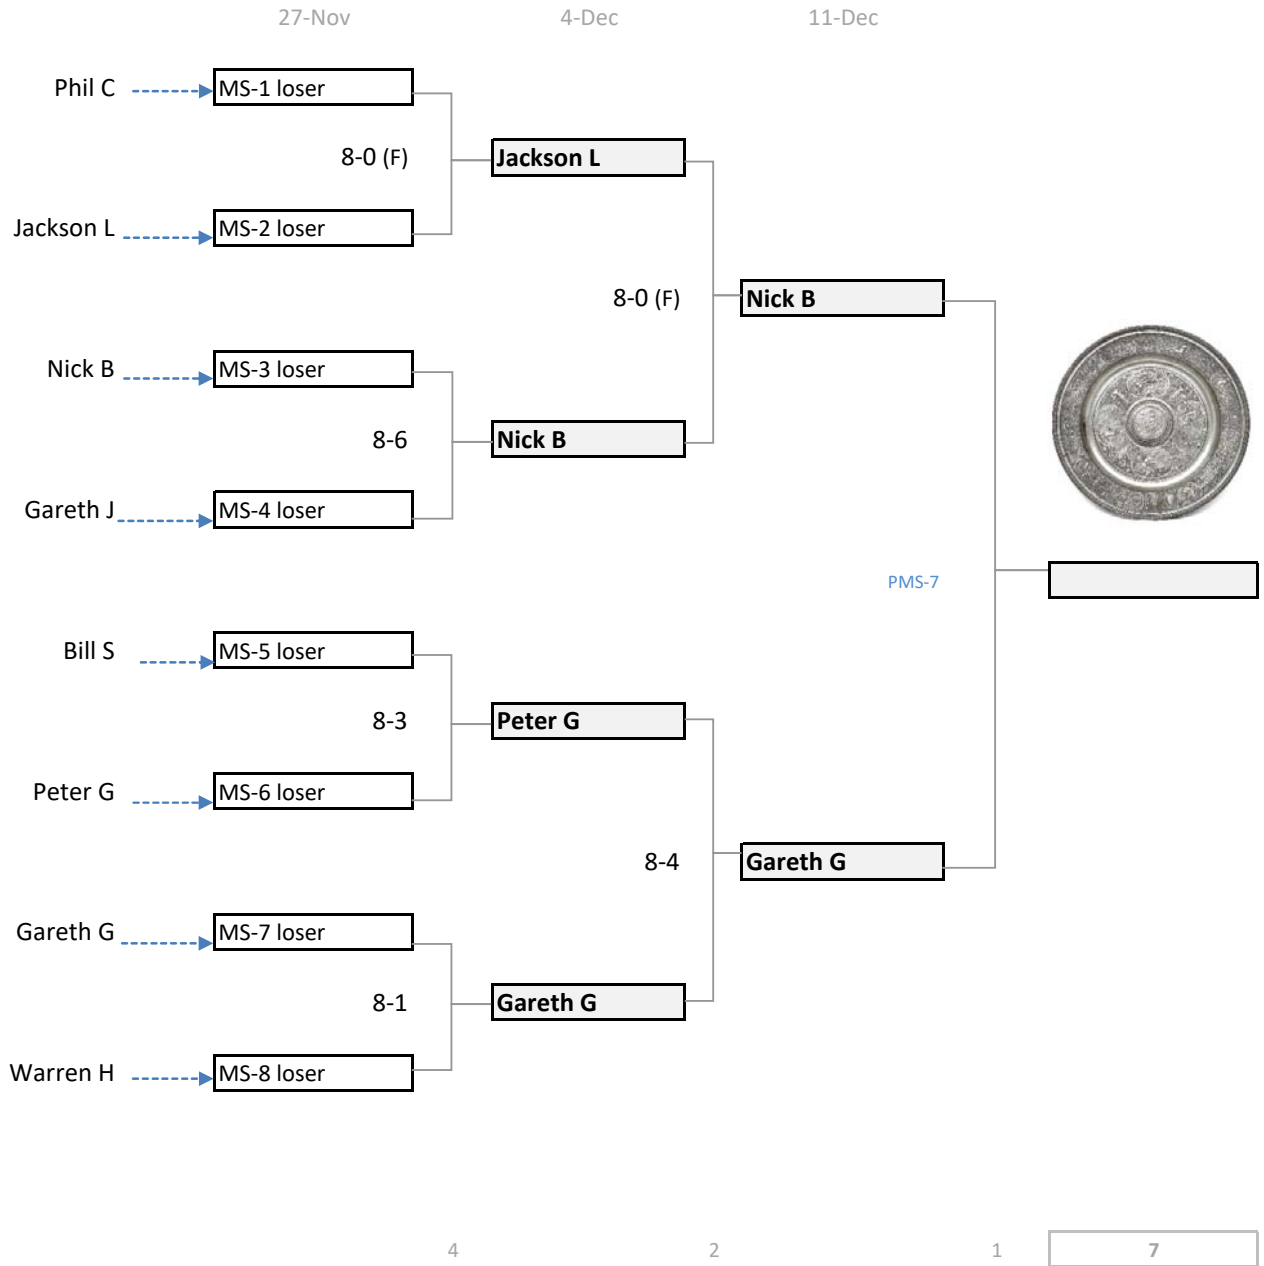 27-Nov 4-Dec 11-Dec
Phil C MS-1 loser
8-0 (F) Jackson L
Jackson L MS-2 loser
8-0 (F) Nick B
Nick B MS-3 loser
8-6 Nick B
Gareth J MS-4 loser
PMS-7
Bill S MS-5 loser
8-3 Peter G
Peter G MS-6 loser
8-4 Gareth G
Gareth G MS-7 loser
8-1 Gareth G
Warren H MS-8 loser
4 2 1 7